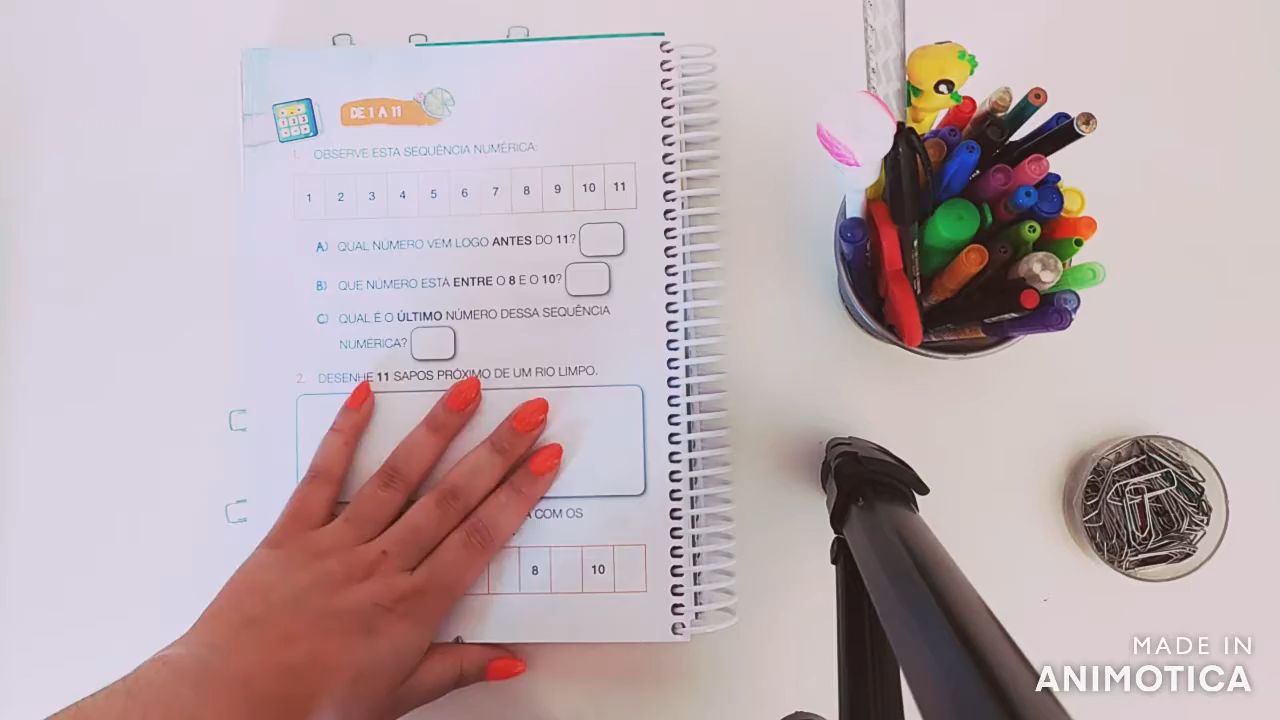 DE 1 A 11
1. OBSERVE ESTA SEQUÊNCIA NUMÉRICA:
1 2 3 4 5 6 7 8 9 10 11
A) QUAL NÚMERO VEM LOGO ANTES DO 11?
B) QUE NÚMERO ESTÁ ENTRE O 8 E O 10?
C) QUAL É O ÚLTIMO NÚMERO DESSA SEQUÊNCIA
NUMÉRICA?
2. DESENHE 11 SAPOS PRÓXIMO DE UM RIO LIMPO.
COM OS
8 10
MADE IN
ANIMOTICA